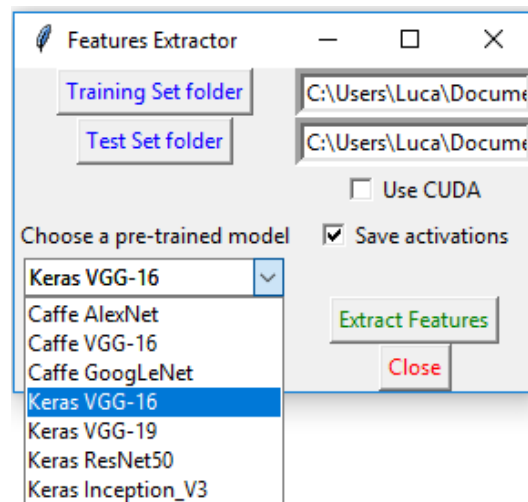 Features Extractor
Training Set folder
C:\Users\Luca\Docume
Test Set folder
C:\Users\Luca\Docume
Use CUDA
Choose a pre-trained model
Save activations
Keras VGG-16
Caffe AlexNet
Caffe VGG-16
Caffe GoogLeNet
Keras VGG-16
Keras VGG-19
Keras ResNet50
Keras Inception_V3
Extract Features
Close